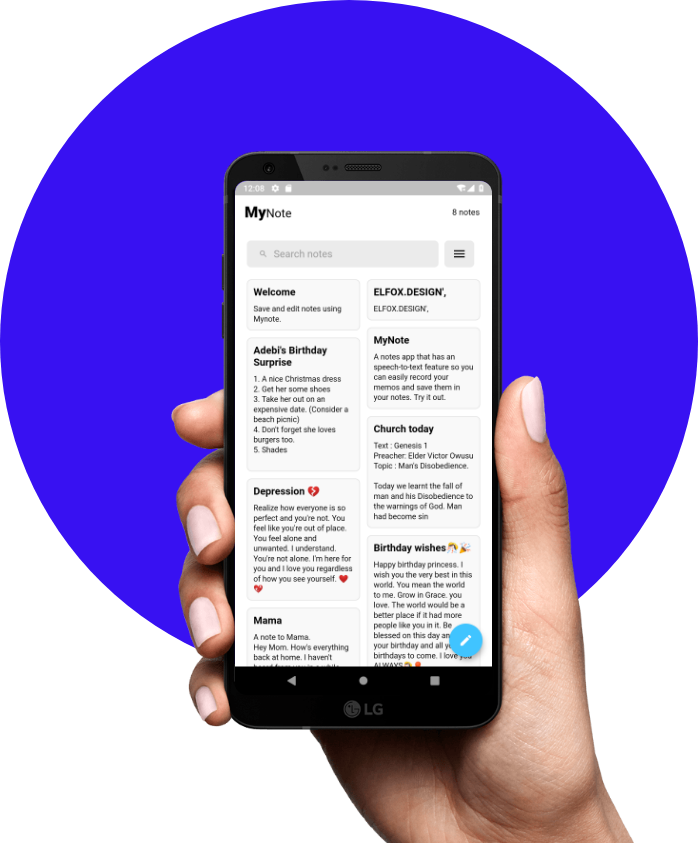 12:08
MyNote
8 notes
Search notes
Welcome
Save and edit notes using
Mynote.
Adebi's Birthday
Surprise
1. A nice Christmas dress
2. Get her some shoes
3. Take her out on an
expensive date. (Consider a
beach picnic)
4. Don't forget she loves
burgers too.
5. Shades
Depression 💔
Realize how everyone is so
perfect and you're not. You
feel like you're out of place.
You feel alone and
unwanted. I understand.
You're not alone. I'm here for
you and I love you regardless
of how you see yourself. ❤️
💖
Mama
A note to Mama.
Hey Mom. How's everything
back at home. I haven't
heard from you in a while
ELFOX.DESIGN',
ELFOX.DESIGN',
MyNote
A notes app that has an
speech-to-text feature so you
can easily record your
memos and save them in
your notes. Try it out.
Church today
Text : Genesis 1
Preacher: Elder Victor Owusu
Topic : Man's Disobedience.
Today we learnt the fall of
man and his Disobedience to
the warnings of God. Man
had become sin
Birthday wishes🎊🎉
Happy birthday princess. I
wish you the very best in this
world. You mean the world
to me. Grow in Grace. you
love. The world would be a
better place if it had more
people like you in it. Be
blessed on this day an
your birthday and all yo
birthdays to come. I love you
ALWAYS
LG